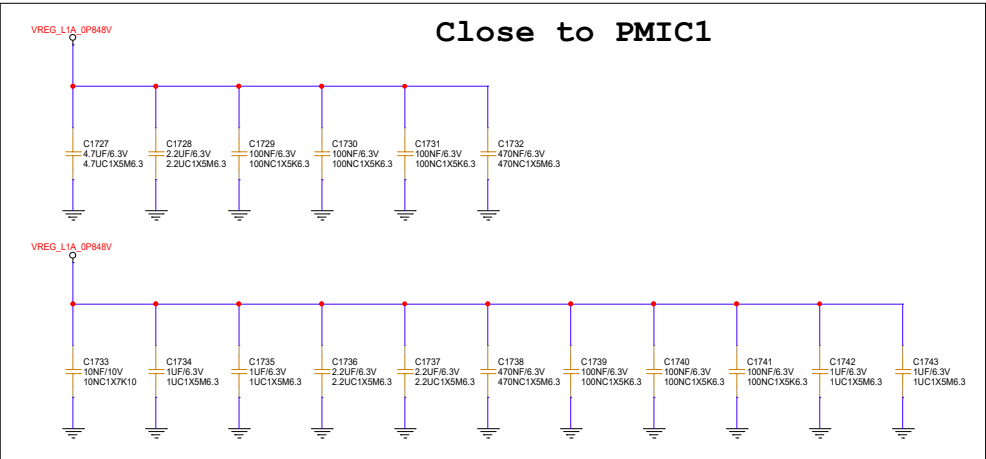 Close to PMIC1
VREG_L1A_0P848V
C1727
4.7UF/6.3V
4.7UC1X5M6.3
C1728
2.2UF/6.3V
2.2UC1X5M6.3
C1729
100NF/6.3V
100NC1X5K6.3
C1730
100NF/6.3V
100NC1X5K6.3
C1731
100NF/6.3V
100NC1X5K6.3
C1732
470NF/6.3V
470NC1X5M6.3
VREG_L1A_0P848V
C1733
10NF/10V
10NC1X7K10
C1734
1UF/6.3V
1UC1X5M6.3
C1735
1UF/6.3V
1UC1X5M6.3
C1736
2.2UF/6.3V
2.2UC1X5M6.3
C1737
2.2UF/6.3V
2.2UC1X5M6.3
C1738
470NF/6.3V
470NC1X5M6.3
C1739
100NF/6.3V
100NC1X5K6.3
C1740
100NF/6.3V
100NC1X5K6.3
C1741
100NF/6.3V
100NC1X5K6.3
C1742
1UF/6.3V
1UC1X5M6.3
C1743
1UF/6.3V
1UC1X5M6.3